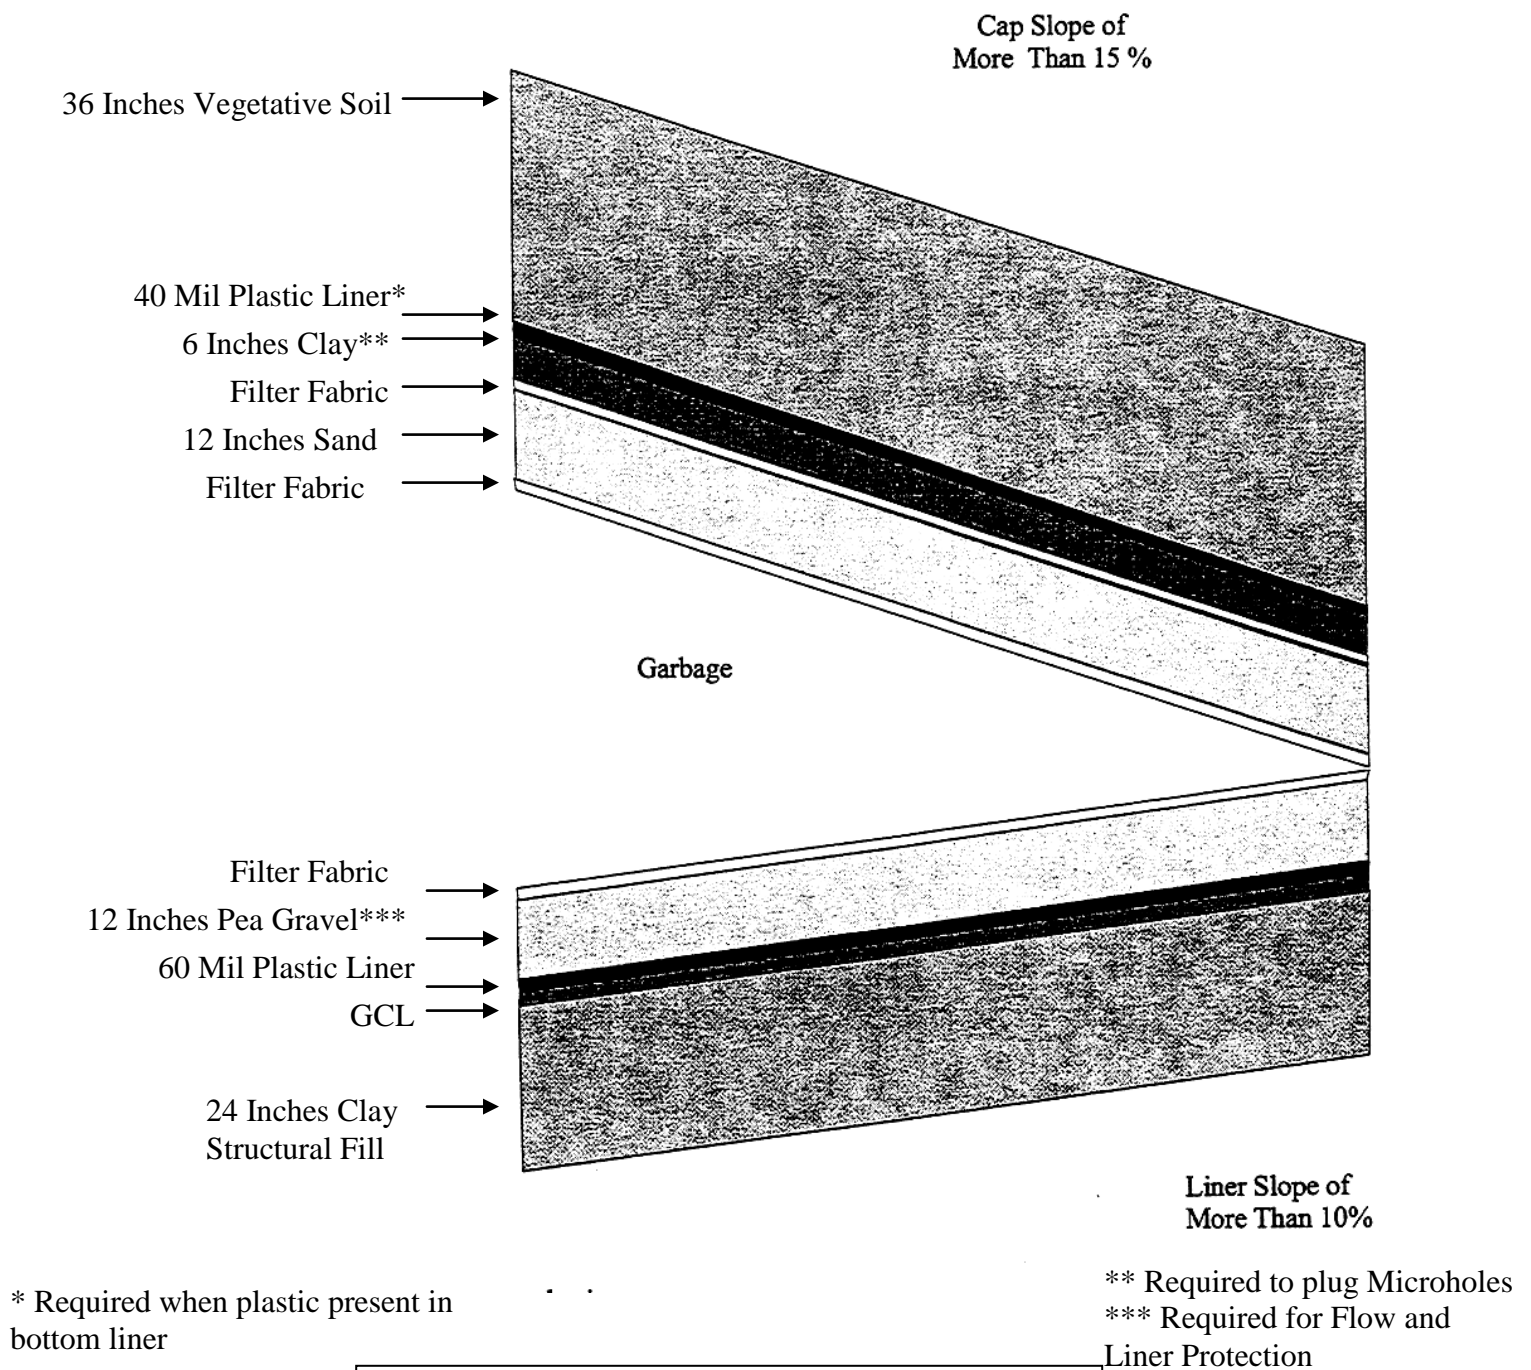 Cap Slope of
More Than 15 %
36 Inches Vegetative Soil
40 Mil Plastic Liner*
6 Inches Clay**
Filter Fabric
12 Inches Sand
Filter Fabric
Garbage
Filter Fabric
12 Inches Pea Gravel***
60 Mil Plastic Liner
GCL
24 Inches Clay
Structural Fill
Liner Slope of
More Than 10%
* Required when plastic present in
bottom liner
** Required to plug Microholes
*** Required for Flow and
Liner Protection